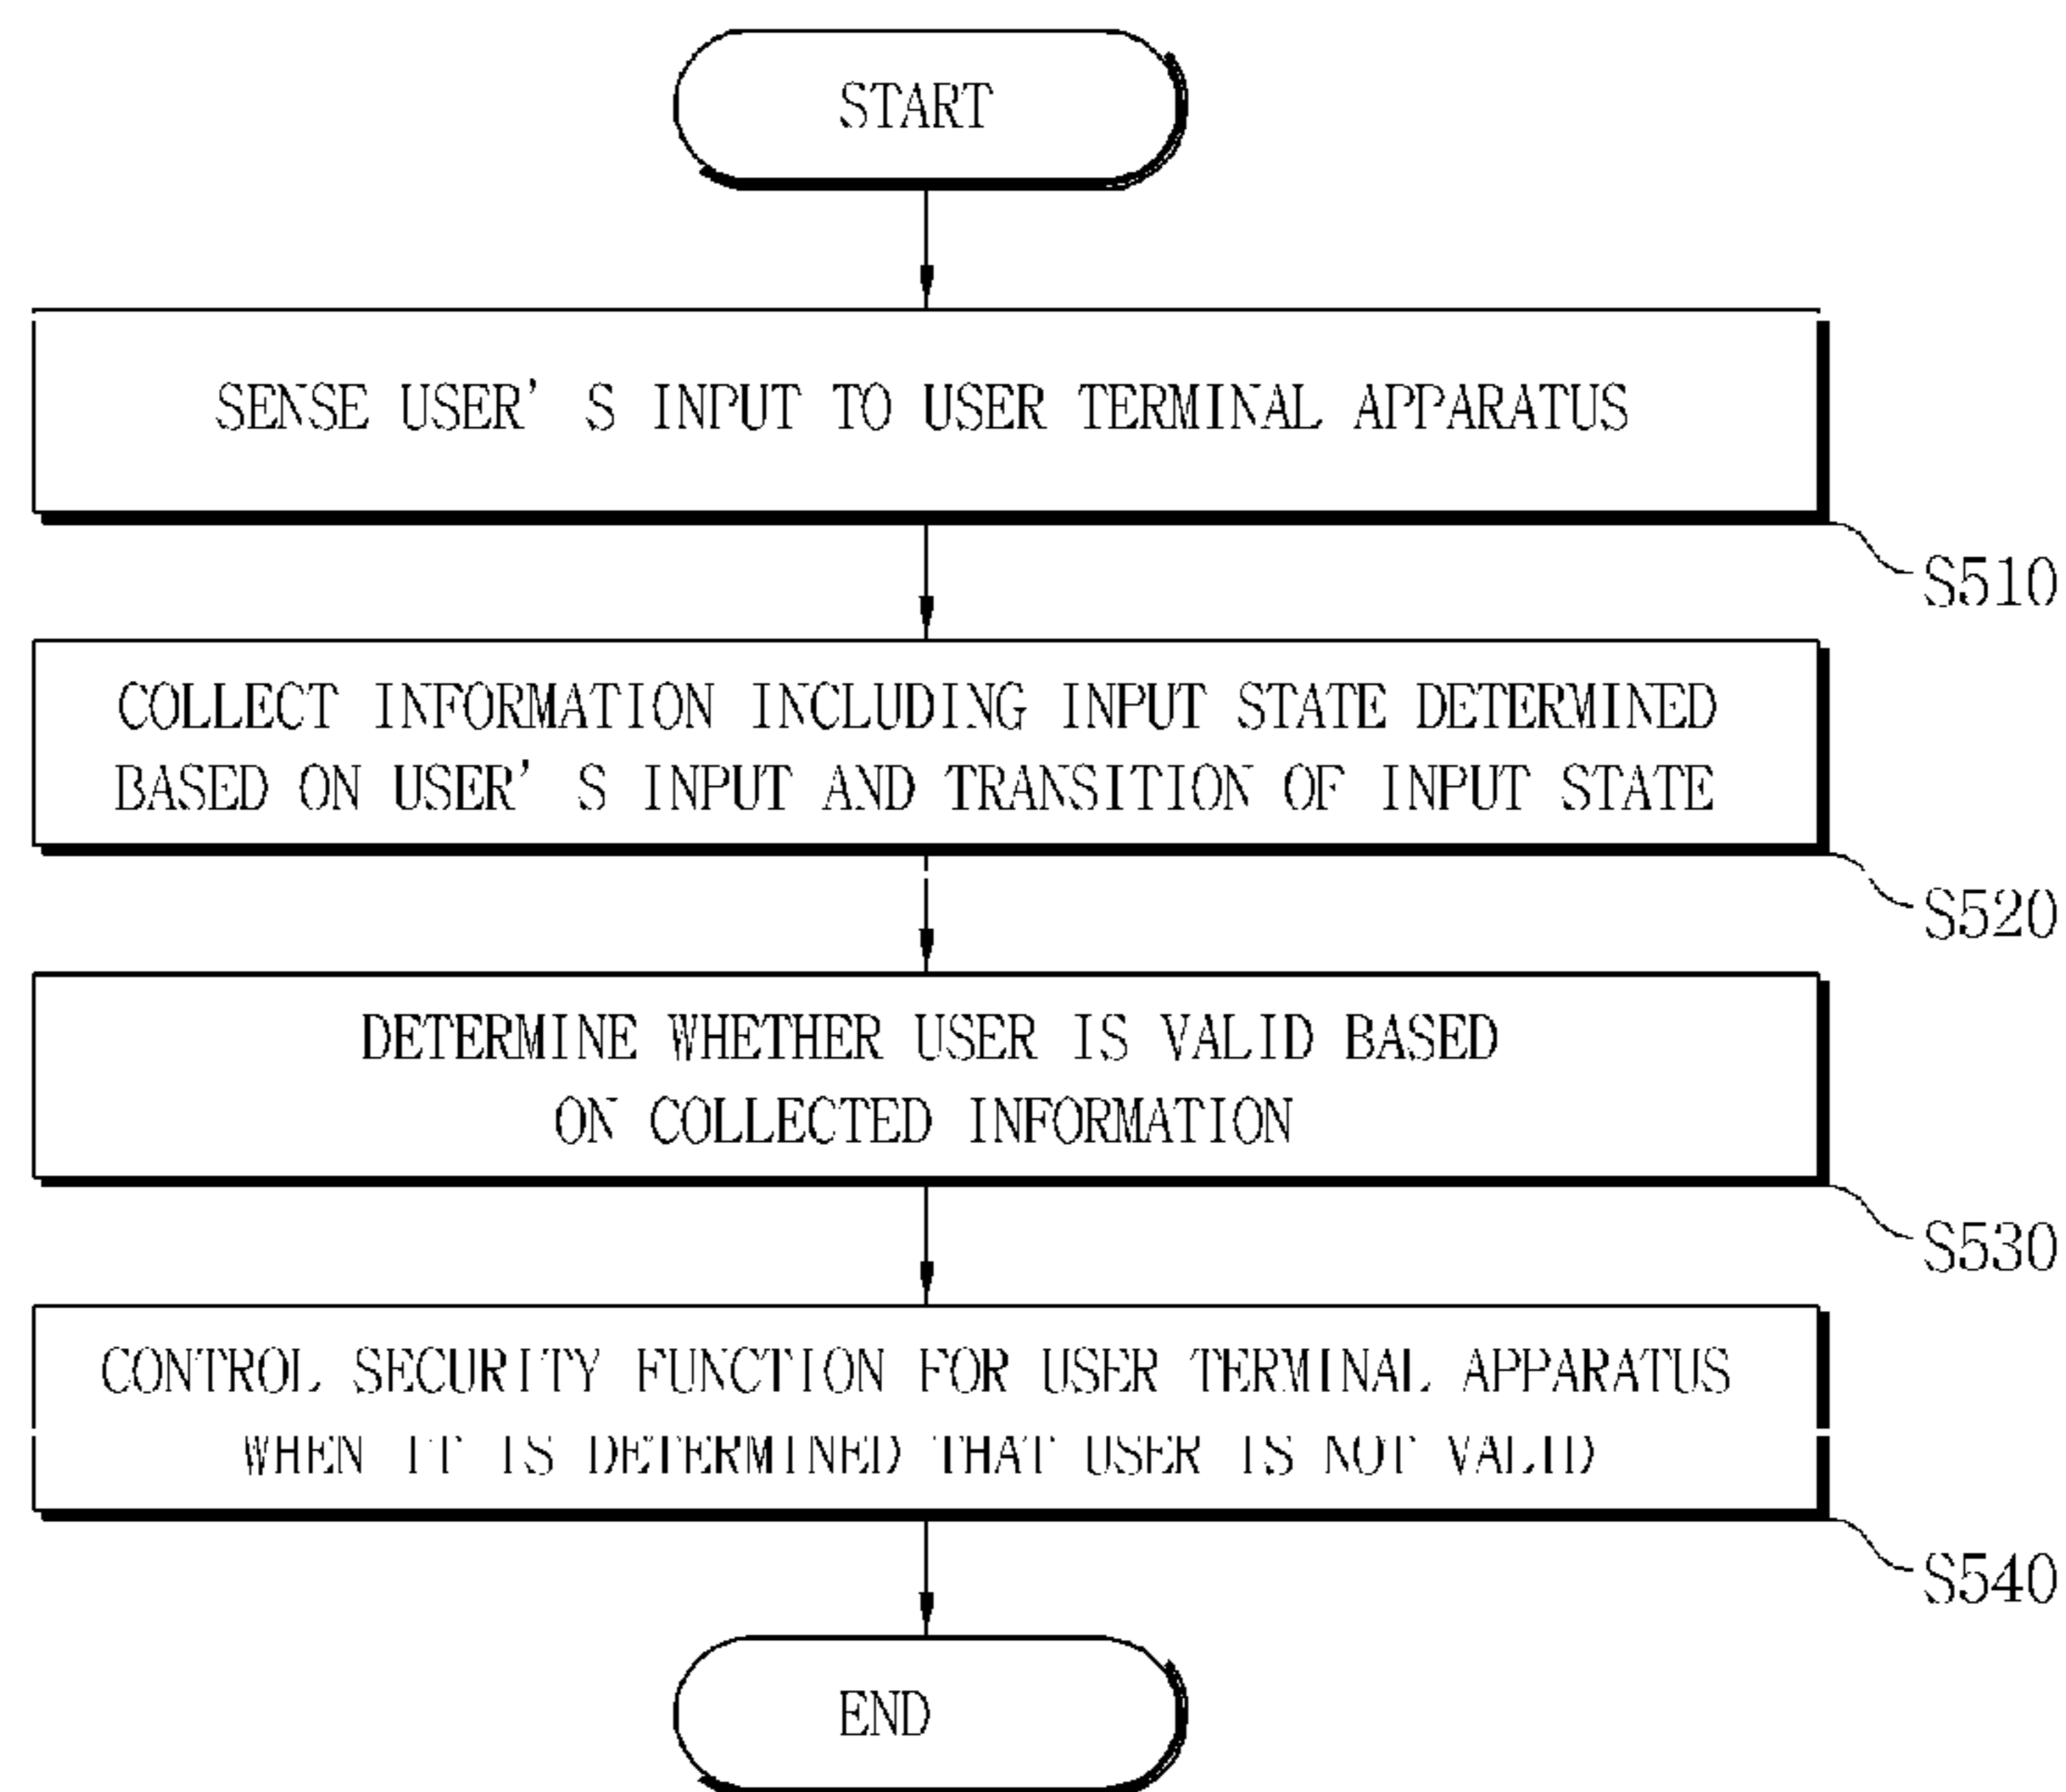 START
SENSE USER' S INPUT TO USER TERMINAL APPARATUS
S510
COLLECT INFORMATION INCLUDING INPUT STATE DETERMINED
BASED ON USER' S INPUT AND TRANSITION OF INPUT STATE
S520
DETERMINE WHETHER USER IS VALID BASED
ON COLLECTED INFORMATION
S530
CONTROL SECURITY FUNCTION FOR USER TERMINAL APPARATUS
WHEN IT IS DETERMINED THAT USER IS NOT VALID
S540
END